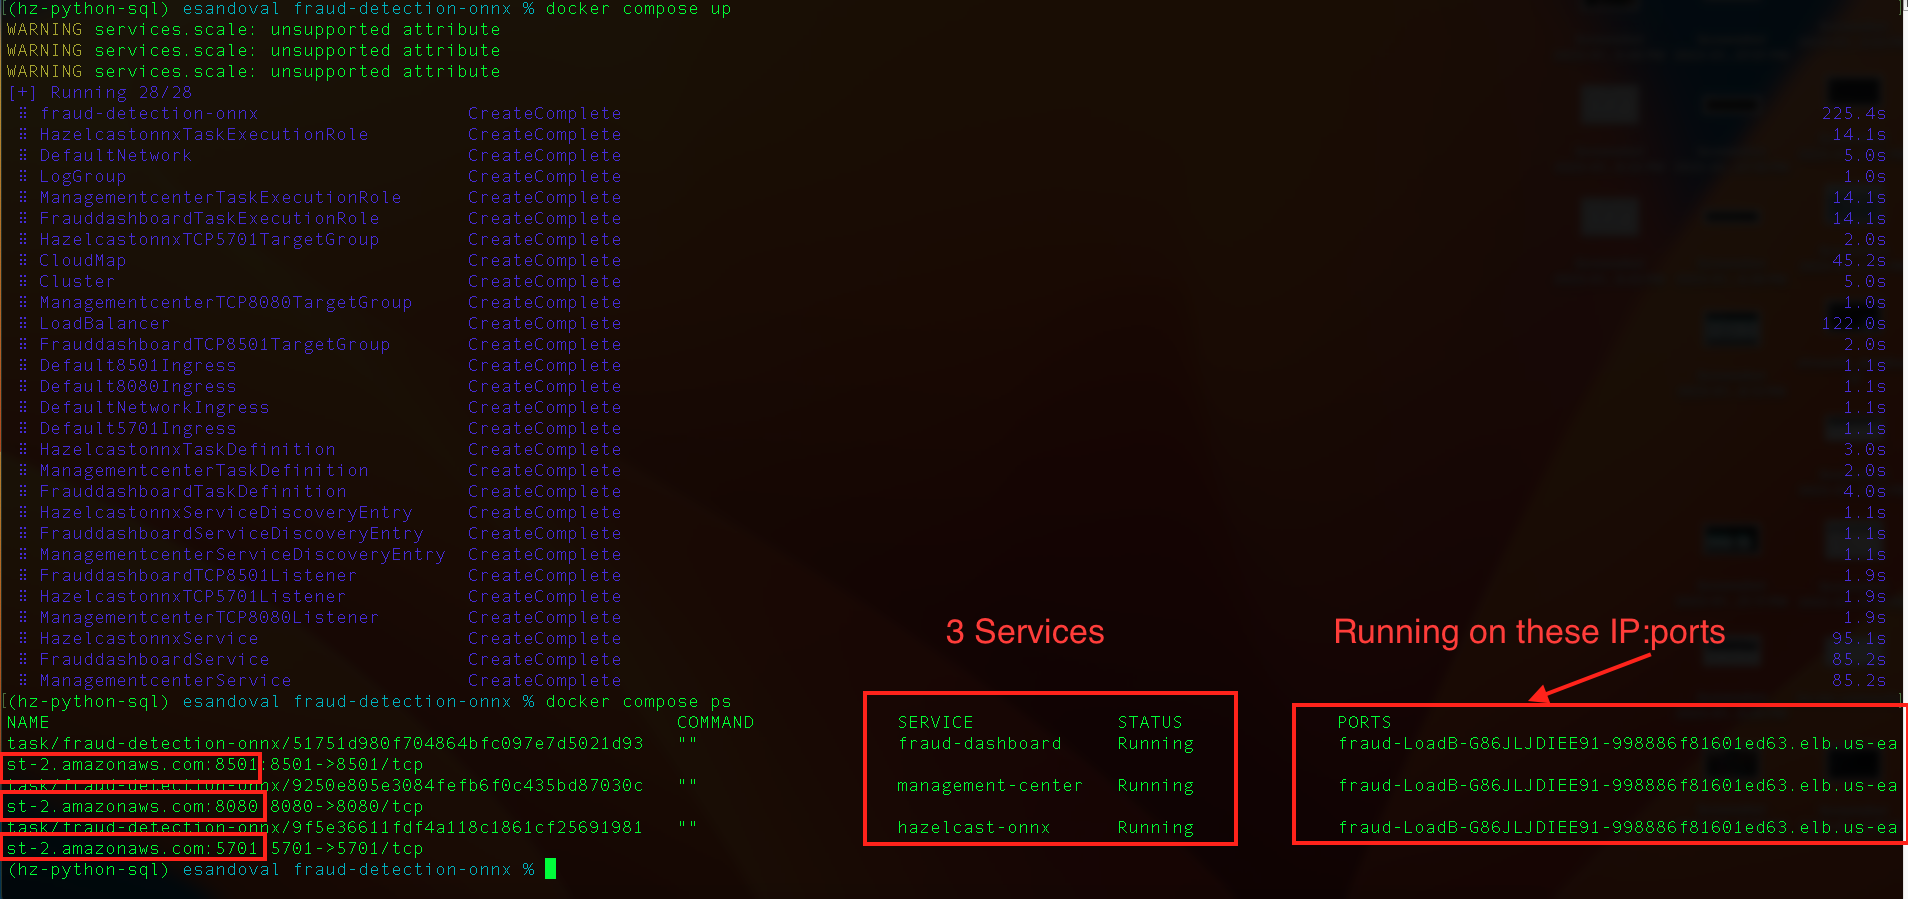 [(hz-python-sql) esandoval fraud-detection-onnx % docker compose up ]
WARNING services.scale: unsupported attribute
WARNING services.scale: unsupported attribute
WARNING services.scale: unsupported attribute
[+] Running 28/28
⠿ fraud-detection-onnx CreateComplete 225.4s
⠿ HazelcastonnxTaskExecutionRole CreateComplete 14.1s
⠿ DefaultNetwork CreateComplete 5.0s
⠿ LogGroup CreateComplete 1.0s
⠿ ManagementcenterTaskExecutionRole CreateComplete 14.1s
⠿ FrauddashboardTaskExecutionRole CreateComplete 14.1s
⠿ HazelcastonnxTCP5701TargetGroup CreateComplete 2.0s
⠿ CloudMap CreateComplete 45.2s
⠿ Cluster CreateComplete 5.0s
⠿ ManagementcenterTCP8080TargetGroup CreateComplete 1.0s
⠿ LoadBalancer CreateComplete 122.0s
⠿ FrauddashboardTCP8501TargetGroup CreateComplete 2.0s
⠿ Default8501Ingress CreateComplete 1.1s
⠿ Default8080Ingress CreateComplete 1.1s
⠿ DefaultNetworkIngress CreateComplete 1.1s
⠿ Default5701Ingress CreateComplete 1.1s
⠿ HazelcastonnxTaskDefinition CreateComplete 3.0s
⠿ ManagementcenterTaskDefinition CreateComplete 2.0s
⠿ FrauddashboardTaskDefinition CreateComplete 4.0s
⠿ HazelcastonnxServiceDiscoveryEntry CreateComplete 1.1s
⠿ FrauddashboardServiceDiscoveryEntry CreateComplete 1.1s
⠿ ManagementcenterServiceDiscoveryEntry CreateComplete 1.1s
⠿ FrauddashboardTCP8501Listener CreateComplete 1.9s
⠿ HazelcastonnxTCP5701Listener CreateComplete 1.9s
⠿ ManagementcenterTCP8080Listener CreateComplete 1.9s
⠿ HazelcastonnxService CreateComplete 95.1s
⠿ FrauddashboardService CreateComplete 85.2s
⠿ ManagementcenterService CreateComplete 85.2s
3 Services
Running on these IP:ports
[(hz-python-sql) esandoval fraud-detection-onnx % docker compose ps ]
NAME COMMAND SERVICE STATUS PORTS
task/fraud-detection-onnx/51751d980f704864bfc097e7d5021d93 "" fraud-dashboard Running fraud-LoadB-G86JLJDIEE91-998886f81601ed63.elb.us-ea
st-2.amazonaws.com:8501:8501->8501/tcp
task/fraud-detection-onnx/9250e805e3084fefb6f0c435bd87030c "" management-center Running fraud-LoadB-G86JLJDIEE91-998886f81601ed63.elb.us-ea
st-2.amazonaws.com:8080:8080->8080/tcp
task/fraud-detection-onnx/9f5e36611fdf4a118c1861cf25691981 "" hazelcast-onnx Running fraud-LoadB-G86JLJDIEE91-998886f81601ed63.elb.us-ea
st-2.amazonaws.com:5701:5701->5701/tcp
(hz-python-sql) esandoval fraud-detection-onnx %